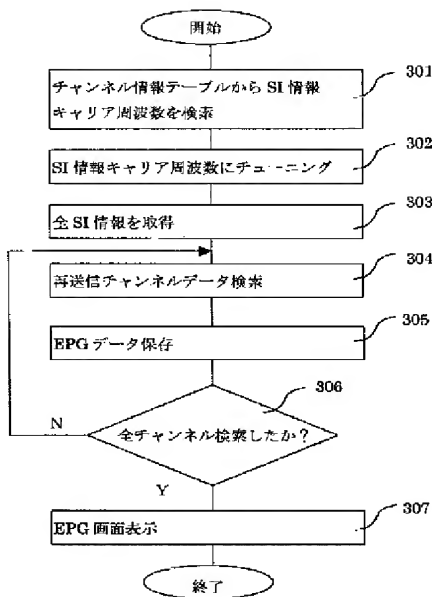 開始
301
チャンネル情報テーブルから SI 情報
キャリア周波数を検索
302
SI 情報キャリア周波数にチューニング
303
全 SI 情報を取得
304
再送信チャンネルデータ検索
305
EPG データ保存
306
全チャンネル検索したか？
N
Y
307
EPG 画面表示
終了